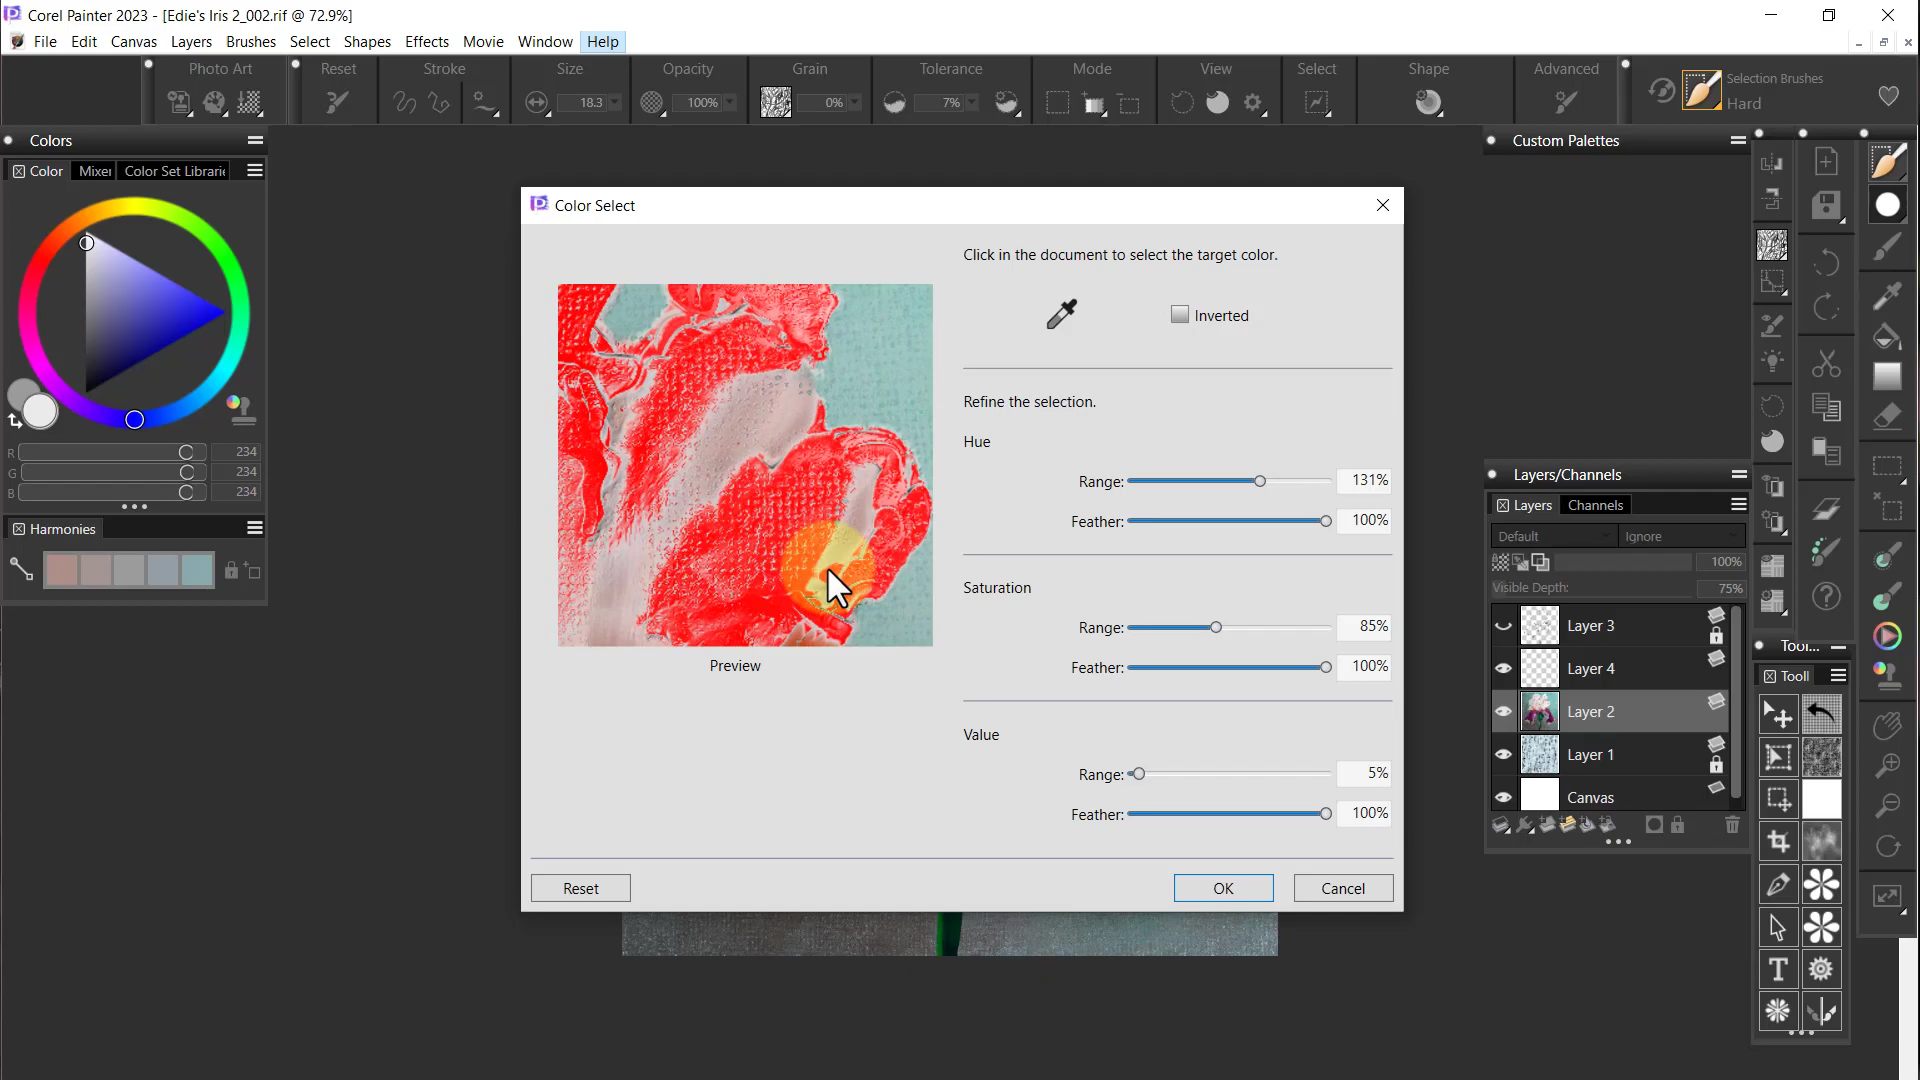 Corel Painter 2023 - [Edie's Iris 2_002.rif @ 72.9%]
File Edit Canvas Layers Brushes Select Shapes Effects Movie Window Help
Photo Art Reset Stroke Size Opacity Grain Tolerance Mode View Select Shape Advanced
18.3 100% 0% 7%
Selection Brushes
Hard
Colors
Color Mixer Color Set Librari
R 234
G 234
B 234
Harmonies
Color Select
Click in the document to select the target color.
Inverted
Refine the selection.
Hue
Range: 131%
Feather: 100%
Saturation
Range: 85%
Feather: 100%
Value
Range: 5%
Feather: 100%
Preview
Reset OK Cancel
Custom Palettes
Layers/Channels
Layers Channels
Default Ignore
100%
Visible Depth: 75%
Layer 3
Layer 4
Layer 2
Layer 1
Canvas
Tool...
Tooll
T